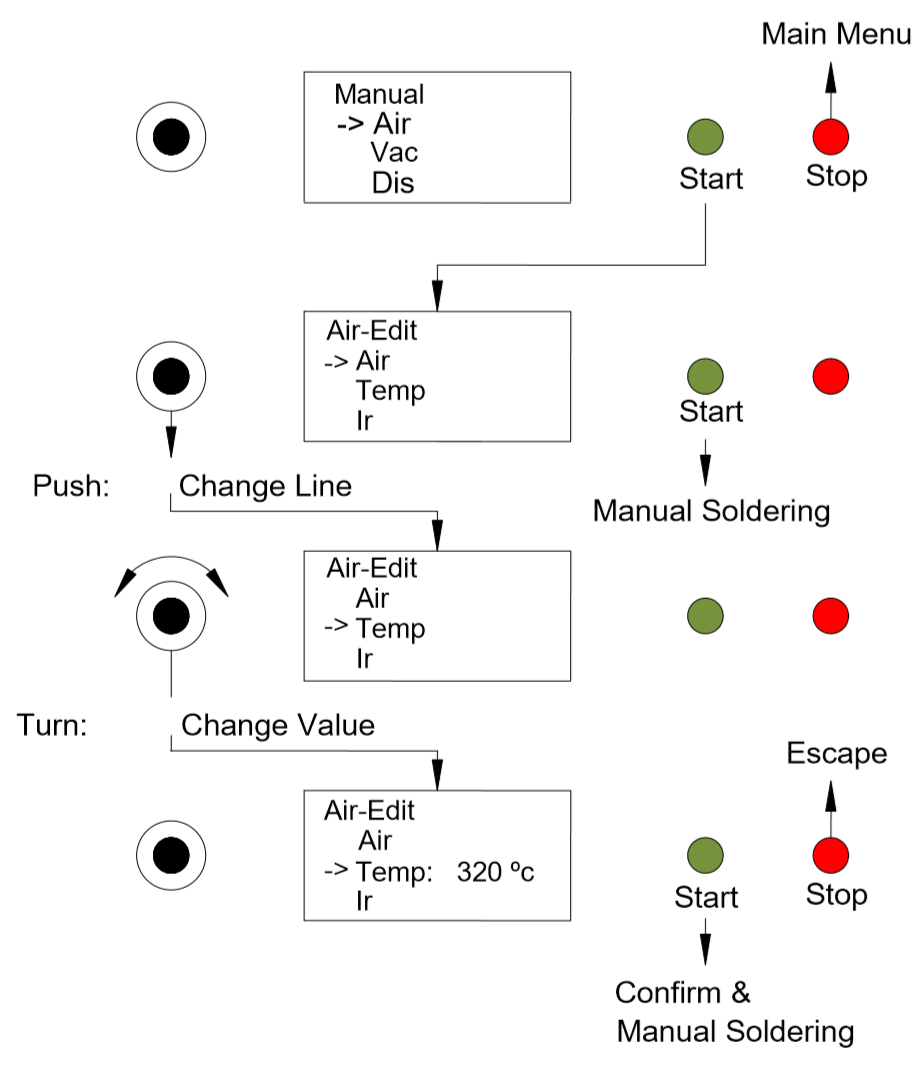 Main Menu
Manual
-> Air
Vac
Dis
Start
Stop
Air-Edit
-> Air
Temp
Ir
Start
Push:
Change Line
Manual Soldering
Air-Edit
Air
-> Temp
Ir
Turn:
Change Value
Escape
Air-Edit
Air
-> Temp: 320 ºc
Ir
Start
Stop
Confirm &
Manual Soldering